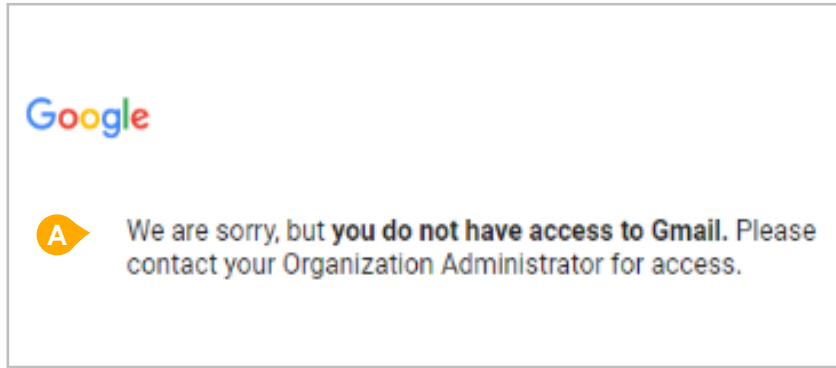 Google
A
We are sorry, but you do not have access to Gmail. Please
contact your Organization Administrator for access.